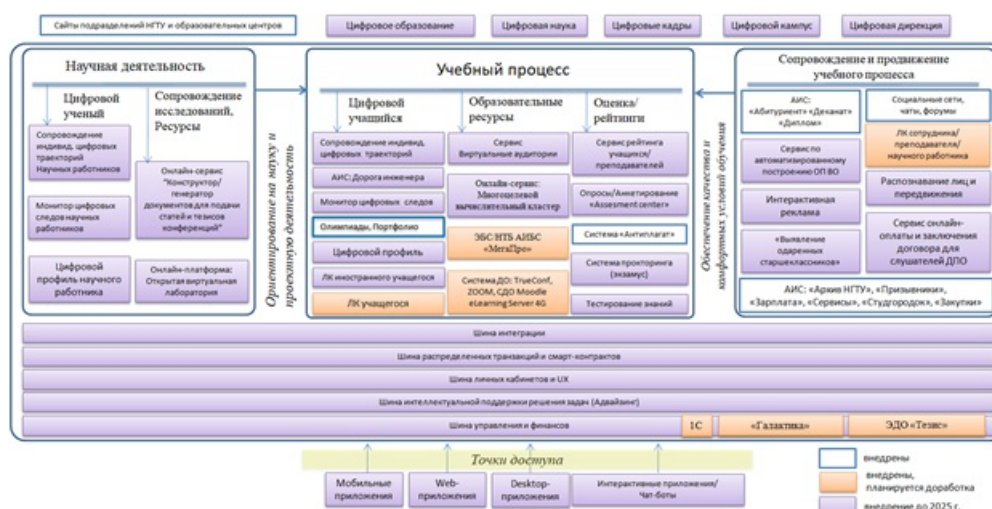 Сайты подразделений НГТУ и образовательных центров
Цифровое образование
Цифровая наука
Цифровые кадры
Цифровой кампус
Цифровая дирекция
Научная деятельность
Цифровой
ученый
Сопровождение
исследований,
Ресурсы
Сопровождение
индивид. цифровых
траекторий
Научных работников
Монитор цифровых
следов научных
работников
Цифровой
профиль научного
работника
Онлайн-сервис
"Конструктор/
генератор
документов для подачи
статей и тезисов
конференций"
Онлайн-платформа:
Открытая виртуальная
лаборатория
Ориентирование на науку и
проектную деятельность
Учебный процесс
Цифровой
учащийся
Образовательные
ресурсы
Оценка/
рейтинги
Сопровождение индивид.
цифровых траекторий
АИС: Дорога инженера
Монитор цифровых следов
Олимпиады, Портфолио
Цифровой профиль
ЛК иностранного учащегося
ЛК учащегося
Сервис
Виртуальные аудитории
Онлайн-сервис:
Многоцелевой
вычислительный кластер
ЭБС/НТБ АИБС
«МегаПро»
Система ДО: TrueConf,
ZOOM, СДО Moodle
eLearning Server 4G
Сервис рейтинга
учащихся/
преподавателей
Опросы/Анкетирование
«Assesment center»
Система «Антиплагат»
Система прокторинга
(экзамус)
Тестирование знаний
Обеспечение качества и
комфортных условий обучения
Сопровождение и продвижение
учебного процесса
АИС:
«Абитуриент» «Деканат»
«Диплом»
Сервис по
автоматизированному
построению ОП ВО
Интерактивная
реклама
«Выявление
одаренных
старшеклассников»
Социальные сети,
чаты, форумы
ЛК сотрудника/
преподавателя/
научного работника
Распознавание лиц и
передвижения
Сервис онлайн-
оплаты и заключения
договора для
слушателей ДПО
АИС: «Архив НГТУ», «Призывники»,
«Зарплата», «Сервисы», «Студгородок», «Закупки»
Шина интеграции
Шина распределенных транзакций и смарт-контрактов
Шина личных кабинетов и UX
Шина интеллектуальной поддержки решения задач (Адвайзинг)
Шина управления и финансов
1С
«Галактика»
ЭДО «Тезис»
Точки доступа
Мобильные
приложения
Web-
приложения
Desktop-
приложения
Интерактивные приложения/
Чат-боты
внедрены
внедрены,
планируется доработка
внедрение до 2025 г.